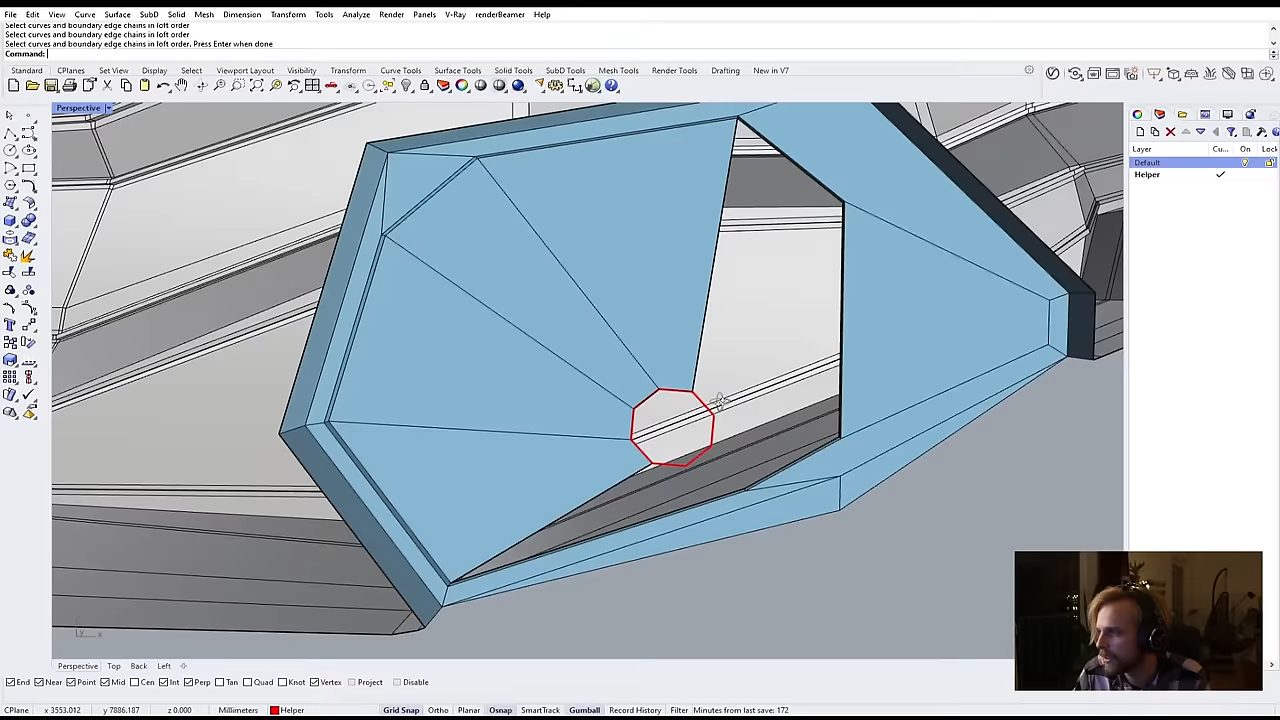 File Edit View Curve Surface SubD Solid Mesh Dimension Transform Tools Analyze Render Panels V-Ray renderBeamer Help
Select curves and boundary edge chains in loft order
Select curves and boundary edge chains in loft order
Select curves and boundary edge chains in loft order. Press Enter when done
Command:
Standard CPlanes Set View Display Select Viewport Layout Visibility Transform Curve Tools Surface Tools Solid Tools SubD Tools Mesh Tools Render Tools Drafting New in V7
Perspective
Layer Cu... On Lock
Default
Helper
y x
Perspective Top Back Left
End Near Point Mid Cen Int Perp Tan Quad Knot Vertex Project Disable
CPlane x 3553.012 y 7886.187 z 0.000 Millimeters Helper Grid Snap Ortho Planar Osnap SmartTrack Gumball Record History Filter Minutes from last save: 172